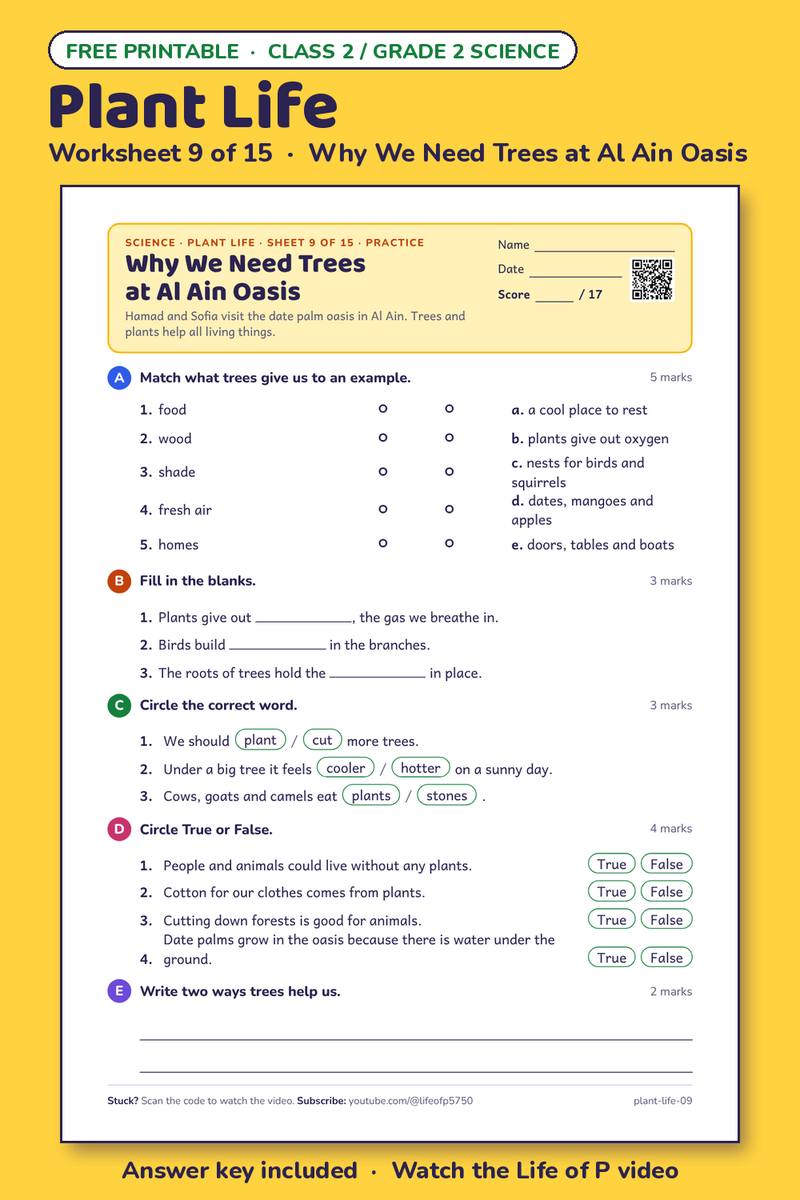 FREE PRINTABLE · CLASS 2 / GRADE 2 SCIENCE
Plant Life
Worksheet 9 of 15 · Why We Need Trees at Al Ain Oasis
SCIENCE · PLANT LIFE · SHEET 9 OF 15 · PRACTICE
Why We Need Trees
at Al Ain Oasis
Hamad and Sofia visit the date palm oasis in Al Ain. Trees and
plants help all living things.
Name
Date
Score / 17
A Match what trees give us to an example. 5 marks
1. food a. a cool place to rest
2. wood b. plants give out oxygen
3. shade c. nests for birds and
squirrels
4. fresh air d. dates, mangoes and
apples
5. homes e. doors, tables and boats
B Fill in the blanks. 3 marks
1. Plants give out ____________, the gas we breathe in.
2. Birds build ____________ in the branches.
3. The roots of trees hold the ____________ in place.
C Circle the correct word. 3 marks
1. We should plant / cut more trees.
2. Under a big tree it feels cooler / hotter on a sunny day.
3. Cows, goats and camels eat plants / stones .
D Circle True or False. 4 marks
1. People and animals could live without any plants. True False
2. Cotton for our clothes comes from plants. True False
3. Cutting down forests is good for animals. True False
Date palms grow in the oasis because there is water under the
4. ground. True False
E Write two ways trees help us. 2 marks
Stuck? Scan the code to watch the video. Subscribe: youtube.com/@lifeofp5750 plant-life-09
Answer key included · Watch the Life of P video